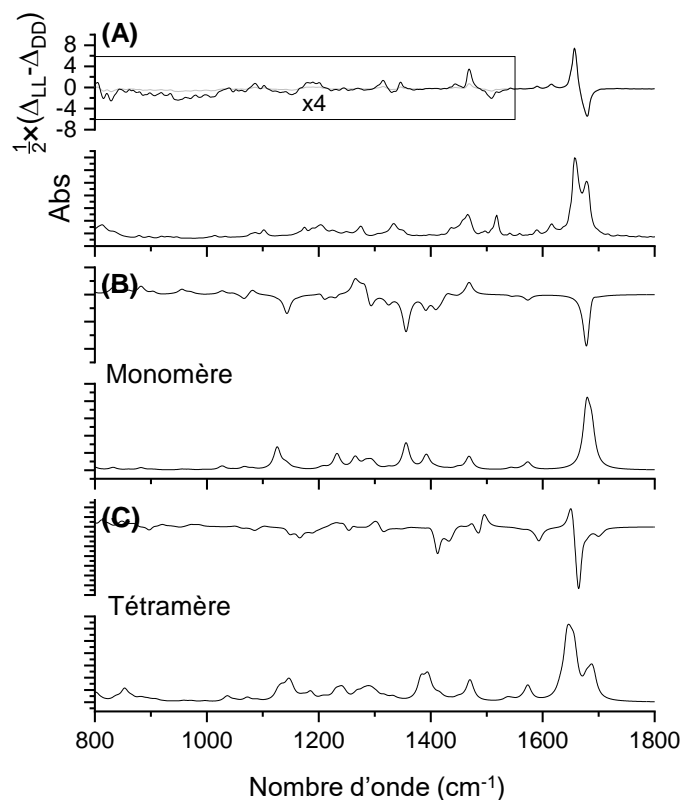 (A)
½×(Δ_LL-Δ_DD)
8
4
0
-4
-8
x4
Abs
(B)
Monomère
(C)
Tétramère
800 1000 1200 1400 1600 1800
Nombre d'onde (cm⁻¹)